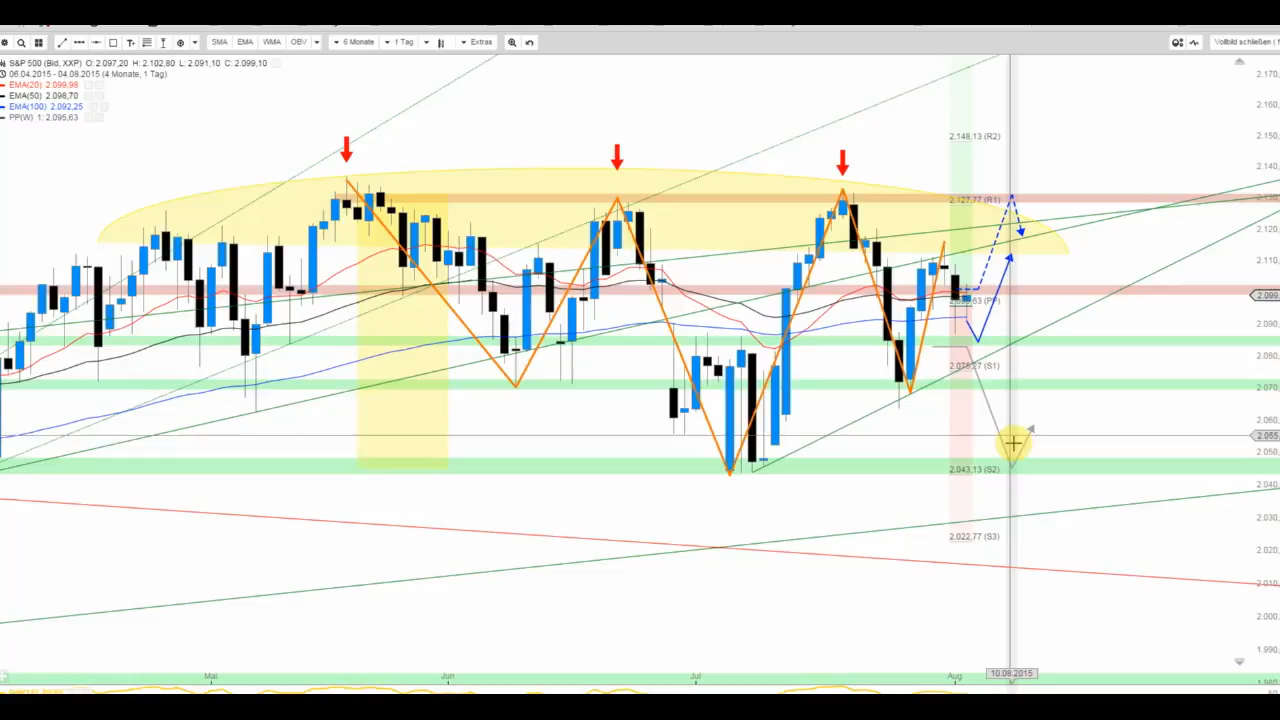 SMA EMA WMA OBV 6 Monate 1 Tag Extras Vollbild schließen
S&P 500 (Bid, XXP) O: 2.097,20 H: 2.102,80 L: 2.091,10 C: 2.099,10
06.04.2015 - 04.08.2015 (4 Monate, 1 Tag)
EMA(20) 2.099,98
EMA(50) 2.098,70
EMA(100) 2.092,25
PP(W) 1: 2.095,63
2.170,
2.148,13 (R2)
2.150,
2.140,
2.127,77 (R1)
2.120,
2.110,
2.099,
(PP)
2.090,
2.080,
2.075,27 (S1)
2.070,
2.060,
2.055
2.050,
2.043,13 (S2)
2.040,
2.030,
2.022,77 (S3)
2.020,
2.010,
2.000,
1.990,
Mai Jun Jul Aug 10.08.2015